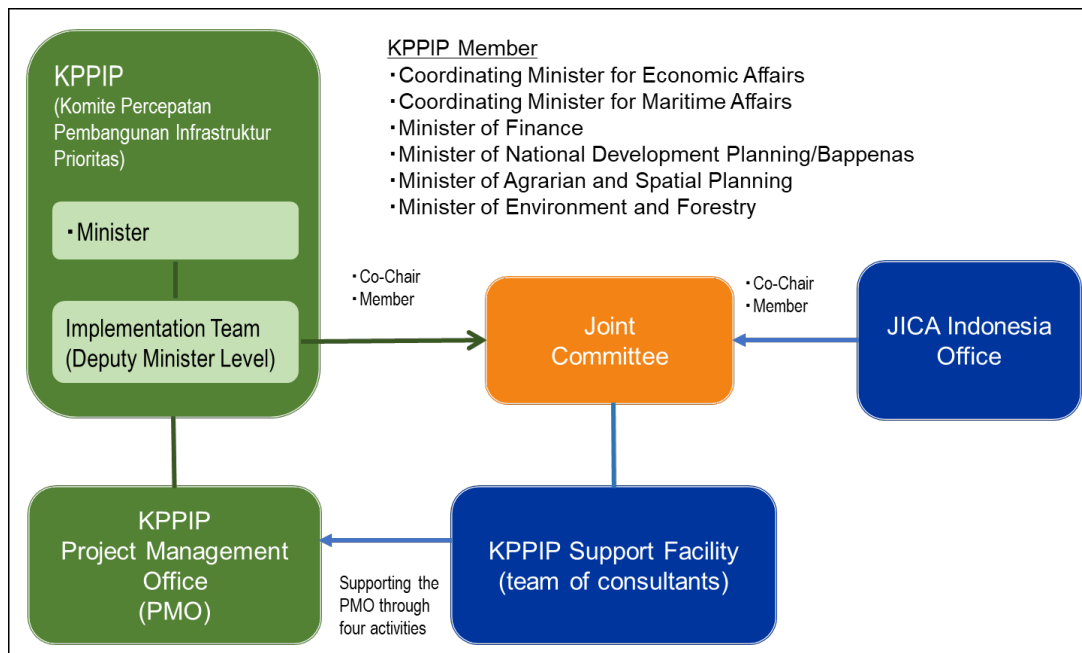 KPPIP
(Komite Percepatan
Pembangunan Infrastruktur
Prioritas)
・Minister
Implementation Team
(Deputy Minister Level)
KPPIP Member
・Coordinating Minister for Economic Affairs
・Coordinating Minister for Maritime Affairs
・Minister of Finance
・Minister of National Development Planning/Bappenas
・Minister of Agrarian and Spatial Planning
・Minister of Environment and Forestry
・Co-Chair
・Member
Joint
Committee
・Co-Chair
・Member
JICA Indonesia
Office
KPPIP
Project Management
Office
(PMO)
Supporting the
PMO through
four activities
KPPIP Support Facility
(team of consultants)